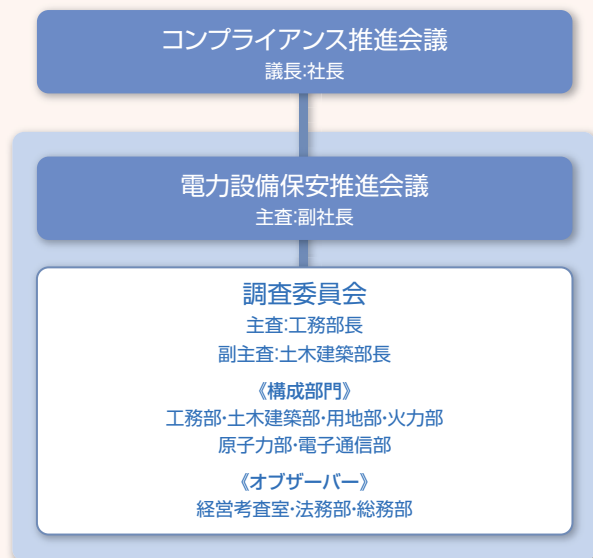 コンプライアンス推進会議
議長:社長
電力設備保安推進会議
主査:副社長
調査委員会
主査:工務部長
副主査:土木建築部長
《構成部門》
工務部・土木建築部・用地部・火力部
原子力部・電子通信部
《オブザーバー》
経営考査室・法務部・総務部